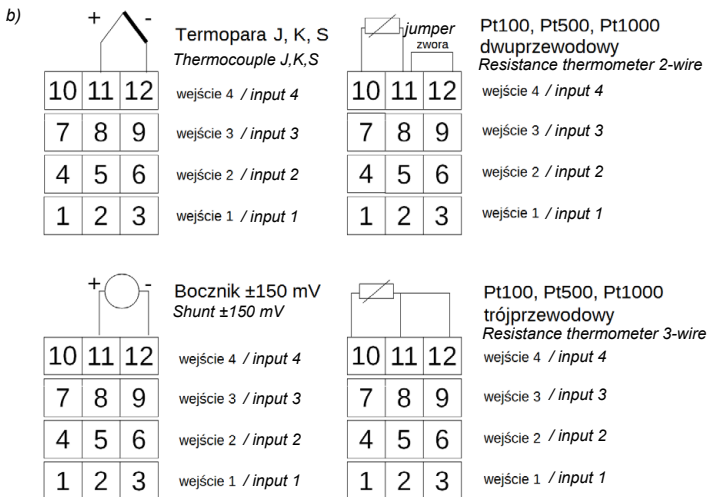 b)
+ -
Termopara J, K, S
Thermocouple J,K,S
10 11 12 wejście 4 / input 4
7 8 9 wejście 3 / input 3
4 5 6 wejście 2 / input 2
1 2 3 wejście 1 / input 1
jumper
zwora
Pt100, Pt500, Pt1000
dwuprzewodowy
Resistance thermometer 2-wire
10 11 12 wejście 4 / input 4
7 8 9 wejście 3 / input 3
4 5 6 wejście 2 / input 2
1 2 3 wejście 1 / input 1
+ -
Bocznik ±150 mV
Shunt ±150 mV
10 11 12 wejście 4 / input 4
7 8 9 wejście 3 / input 3
4 5 6 wejście 2 / input 2
1 2 3 wejście 1 / input 1
Pt100, Pt500, Pt1000
trójprzewodowy
Resistance thermometer 3-wire
10 11 12 wejście 4 / input 4
7 8 9 wejście 3 / input 3
4 5 6 wejście 2 / input 2
1 2 3 wejście 1 / input 1